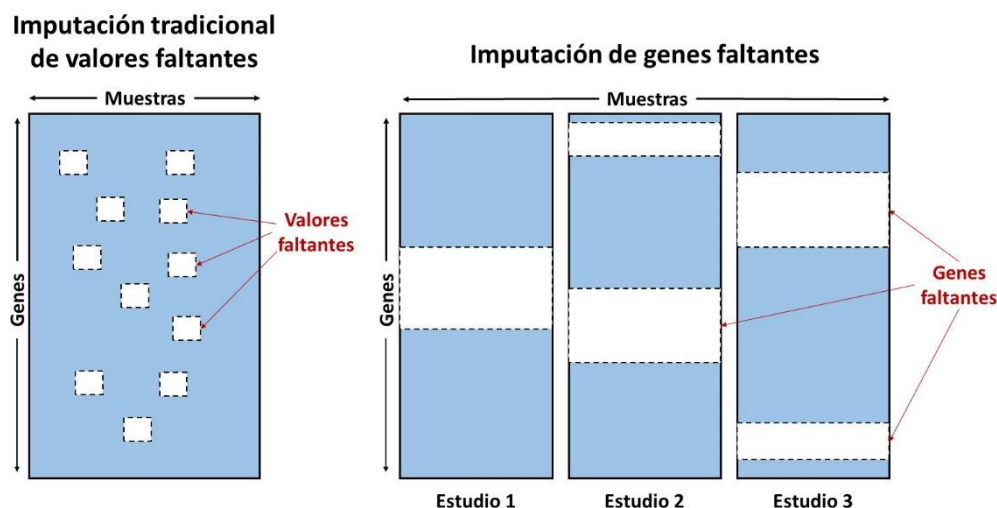 Imputación tradicional
de valores faltantes
Muestras
Genes
Valores
faltantes
Imputación de genes faltantes
Muestras
Genes
Genes
faltantes
Estudio 1
Estudio 2
Estudio 3